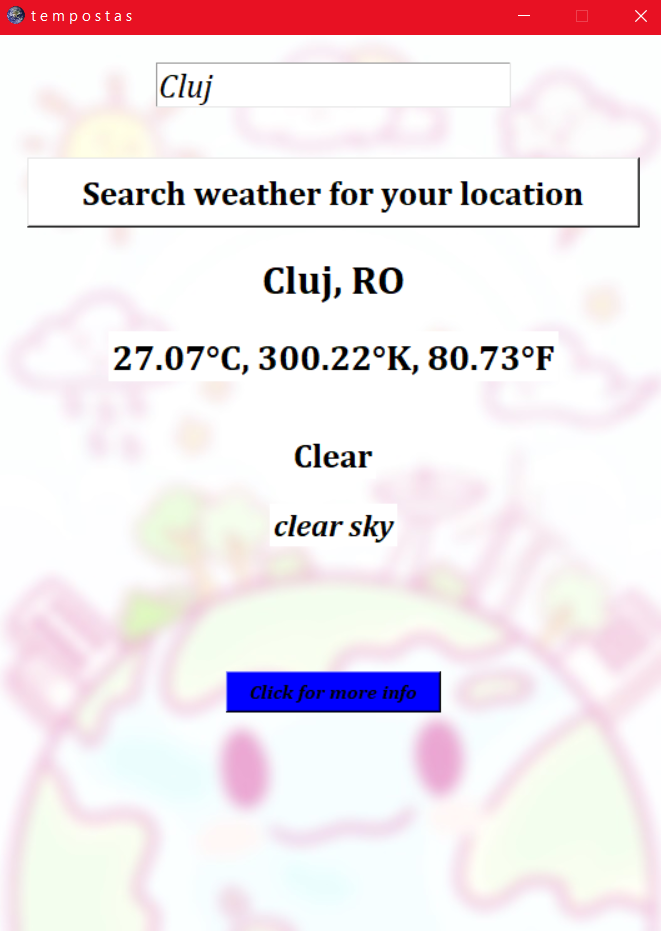 t e m p o s t a s
Cluj
Search weather for your location
Cluj, RO
27.07°C, 300.22°K, 80.73°F
Clear
clear sky
Click for more info